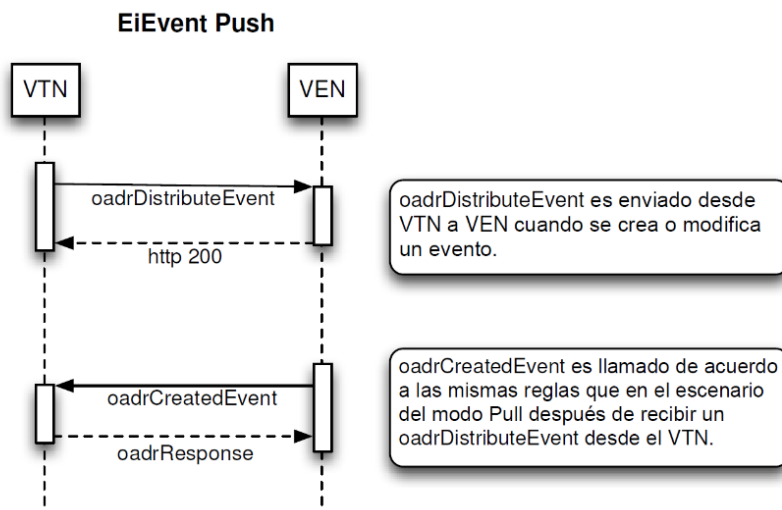 EiEvent Push
VTN
VEN
oadrDistributeEvent
http 200
oadrDistributeEvent es enviado desde
VTN a VEN cuando se crea o modifica
un evento.
oadrCreatedEvent
oadrResponse
oadrCreatedEvent es llamado de acuerdo
a las mismas reglas que en el escenario
del modo Pull después de recibir un
oadrDistributeEvent desde el VTN.